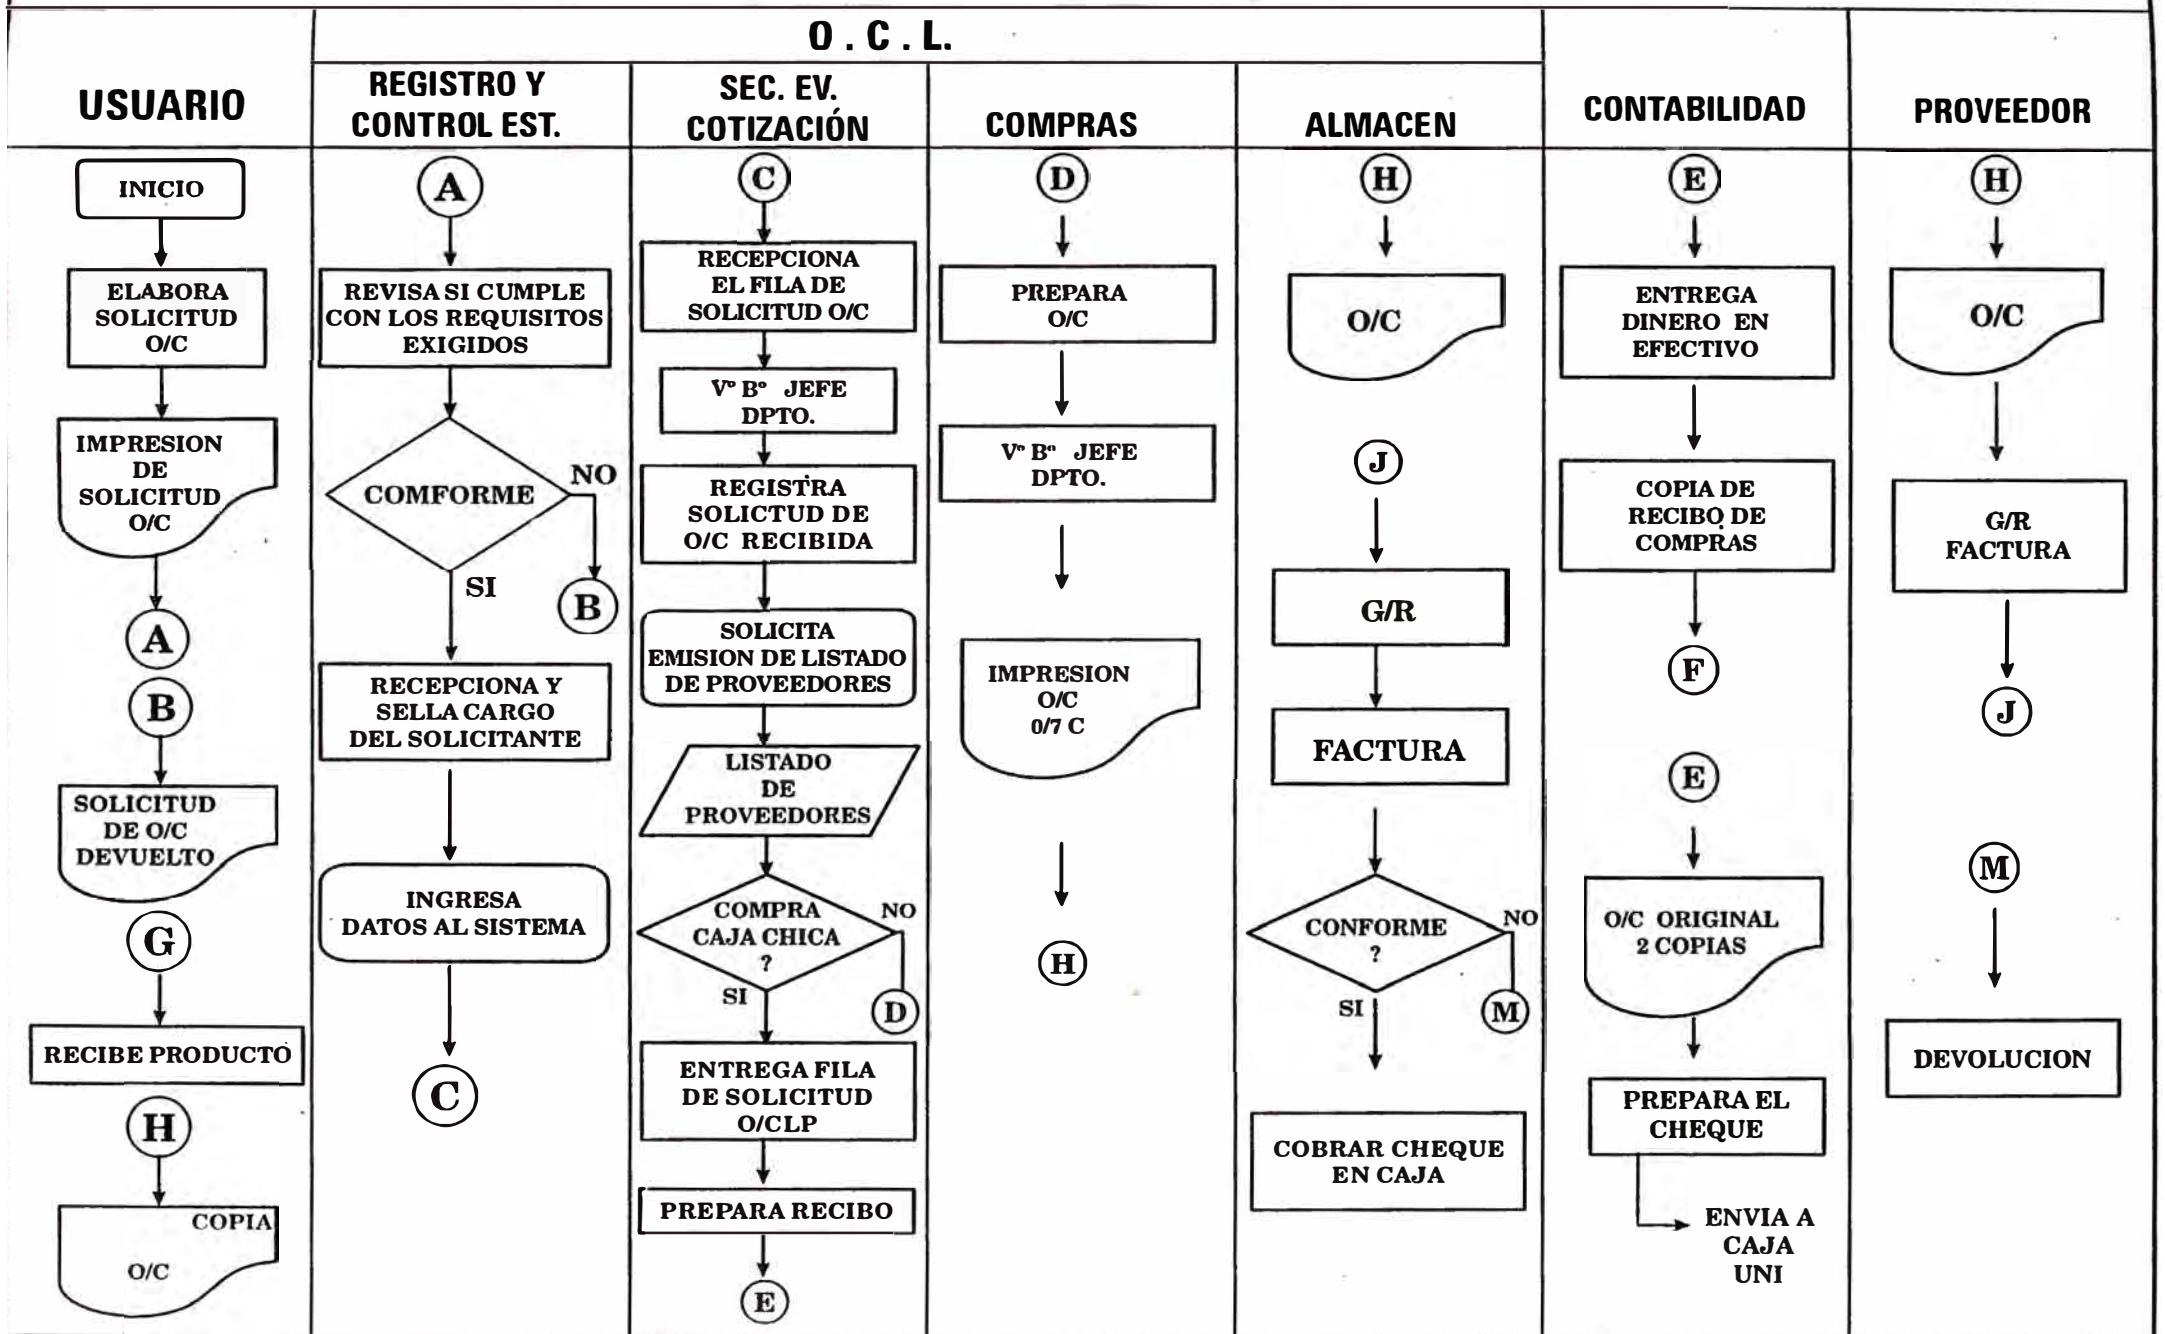 O . C . L.
USUARIO
REGISTRO Y
CONTROL EST.
SEC. EV.
COTIZACIÓN
COMPRAS
ALMACEN
CONTABILIDAD
PROVEEDOR
INICIO
ELABORA
SOLICITUD
O/C
IMPRESION
DE
SOLICITUD
O/C
A
B
SOLICITUD
DE O/C
DEVUELTO
G
RECIBE PRODUCTO
H
COPIA
O/C
A
REVISA SI CUMPLE
CON LOS REQUISITOS
EXIGIDOS
COMFORME
NO
SI
B
RECEPCIONA Y
SELLA CARGO
DEL SOLICITANTE
INGRESA
DATOS AL SISTEMA
C
C
RECEPCIONA
EL FILA DE
SOLICITUD O/C
Vº Bº JEFE
DPTO.
REGISTRA
SOLICTUD DE
O/C RECIBIDA
SOLICITA
EMISION DE LISTADO
DE PROVEEDORES
LISTADO
DE
PROVEEDORES
COMPRA
CAJA CHICA
?
NO
SI
D
ENTREGA FILA
DE SOLICITUD
O/CLP
PREPARA RECIBO
E
D
PREPARA
O/C
Vº Bº JEFE
DPTO.
IMPRESION
O/C
0/7 C
H
H
O/C
J
G/R
FACTURA
CONFORME
?
NO
SI
M
COBRAR CHEQUE
EN CAJA
E
ENTREGA
DINERO EN
EFECTIVO
COPIA DE
RECIBO DE
COMPRAS
F
E
O/C ORIGINAL
2 COPIAS
PREPARA EL
CHEQUE
ENVIA A
CAJA
UNI
H
O/C
G/R
FACTURA
J
M
DEVOLUCION